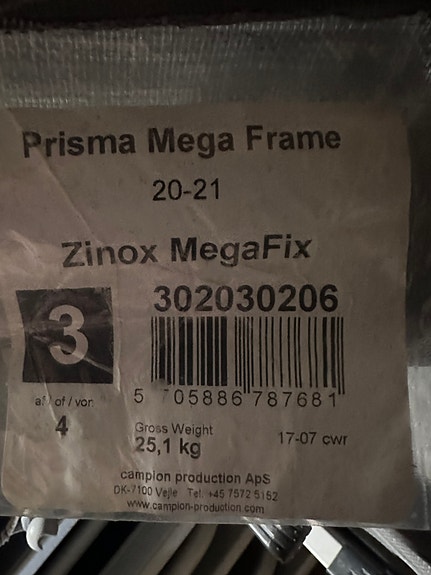 Prisma Mega Frame
20-21
Zinox MegaFix
3
302030206
5 705886 787681
af / of / von
4
Gross Weight
25,1 kg
17-07 cwr
campion production ApS
DK-7100 Vejle Tel: +45 7572 5152
www.campion-production.com